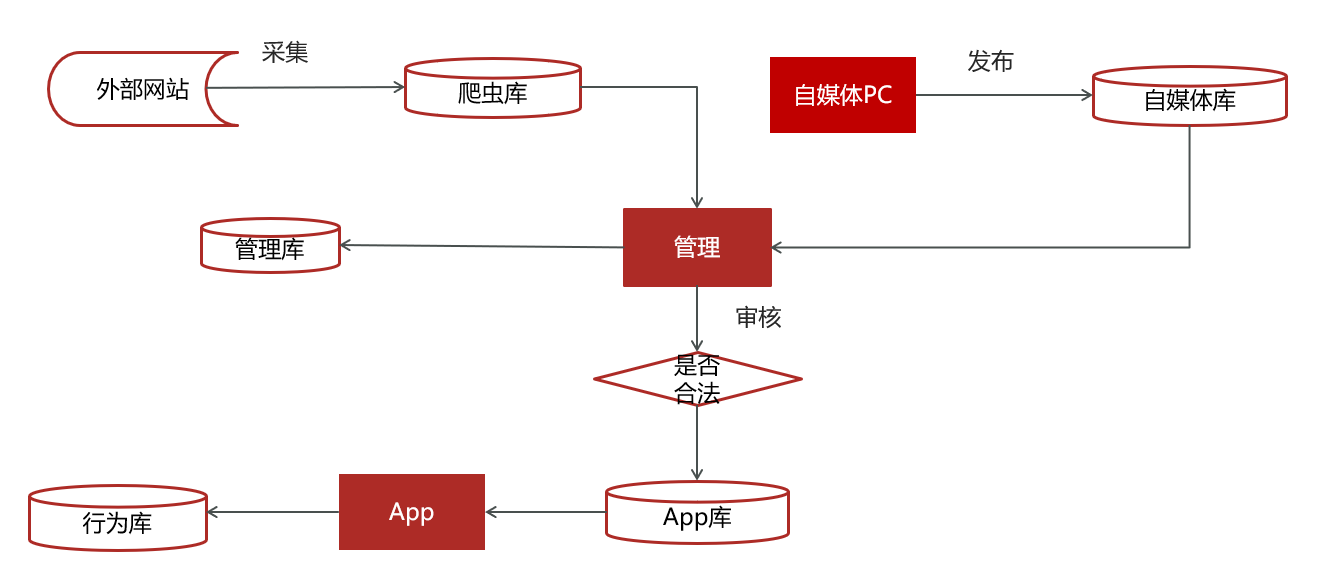 采集
发布
外部网站
爬虫库
自媒体PC
自媒体库
管理库
管理
审核
是否
合法
行为库
App
App库